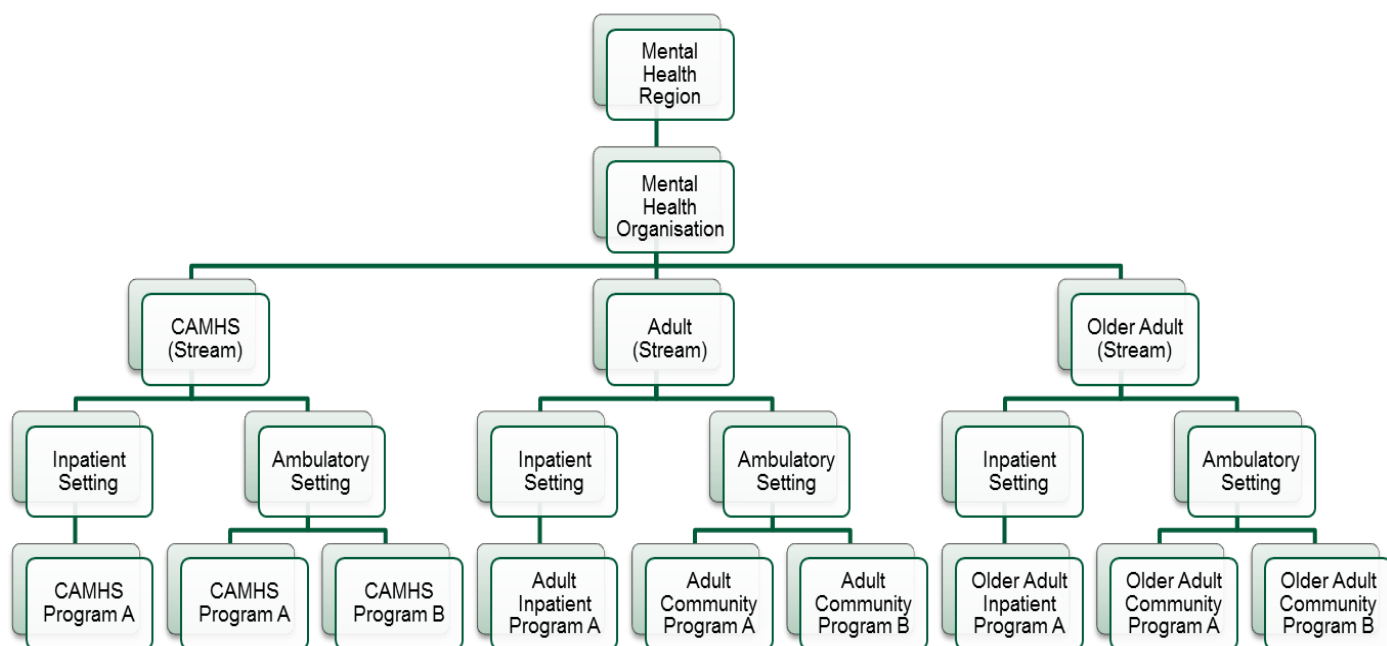 Mental
Health
Region
Mental
Health
Organisation
CAMHS
(Stream)
Adult
(Stream)
Older Adult
(Stream)
Inpatient
Setting
Ambulatory
Setting
Inpatient
Setting
Ambulatory
Setting
Inpatient
Setting
Ambulatory
Setting
CAMHS
Program A
CAMHS
Program A
CAMHS
Program B
Adult
Inpatient
Program A
Adult
Community
Program A
Adult
Community
Program B
Older Adult
Inpatient
Program A
Older Adult
Community
Program A
Older Adult
Community
Program B